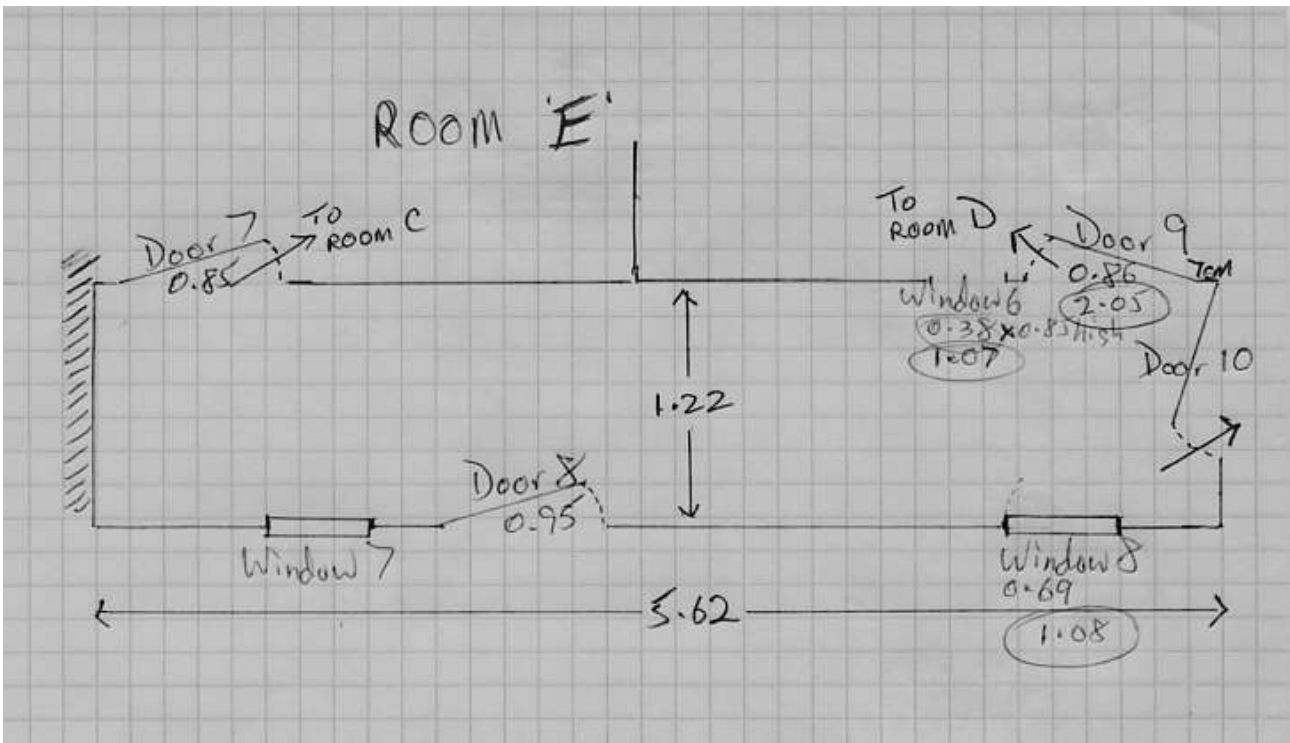 ROOM 'E'
Door 7
0.85
TO
ROOM C
TO
ROOM D
Door 9
0.86
7cm
2.05
Window 6
0.38 x 0.85 high
1.07
Door 10
1.22
Door 8
0.95
Window 7
Window 8
0.69
5.62
1.08